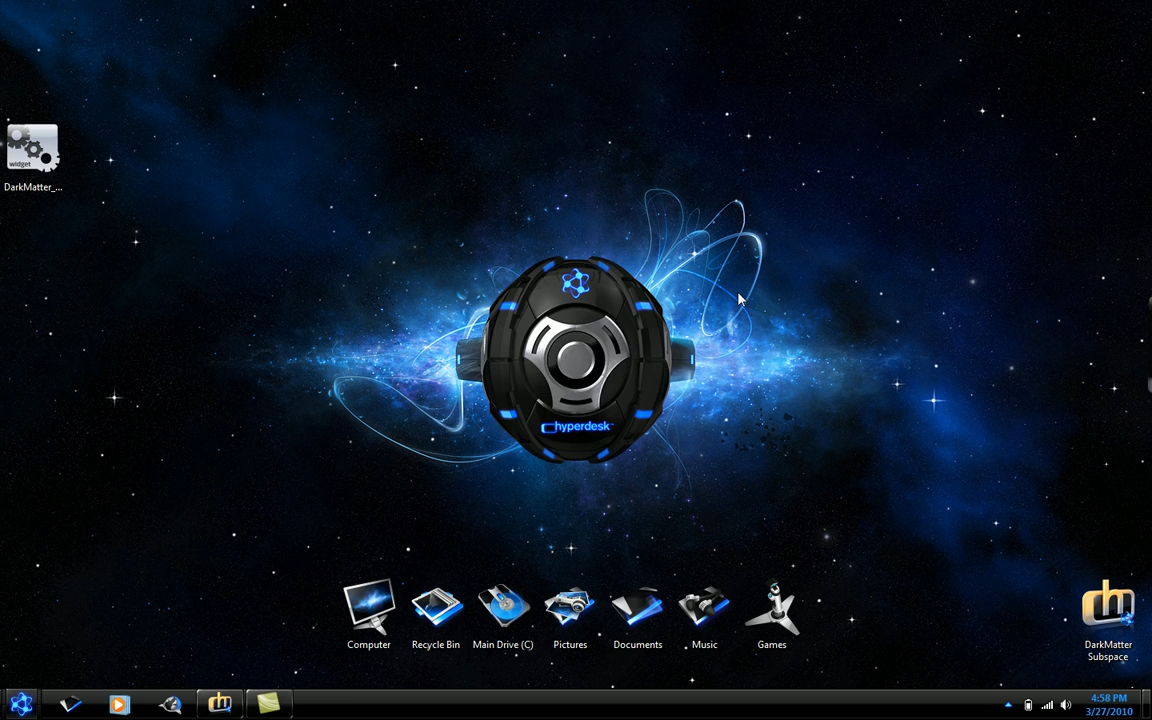 widget
DarkMatter_...
hyperdesk
Computer
Recycle Bin
Main Drive (C)
Pictures
Documents
Music
Games
DarkMatter
Subspace
4:58 PM
3/27/2010